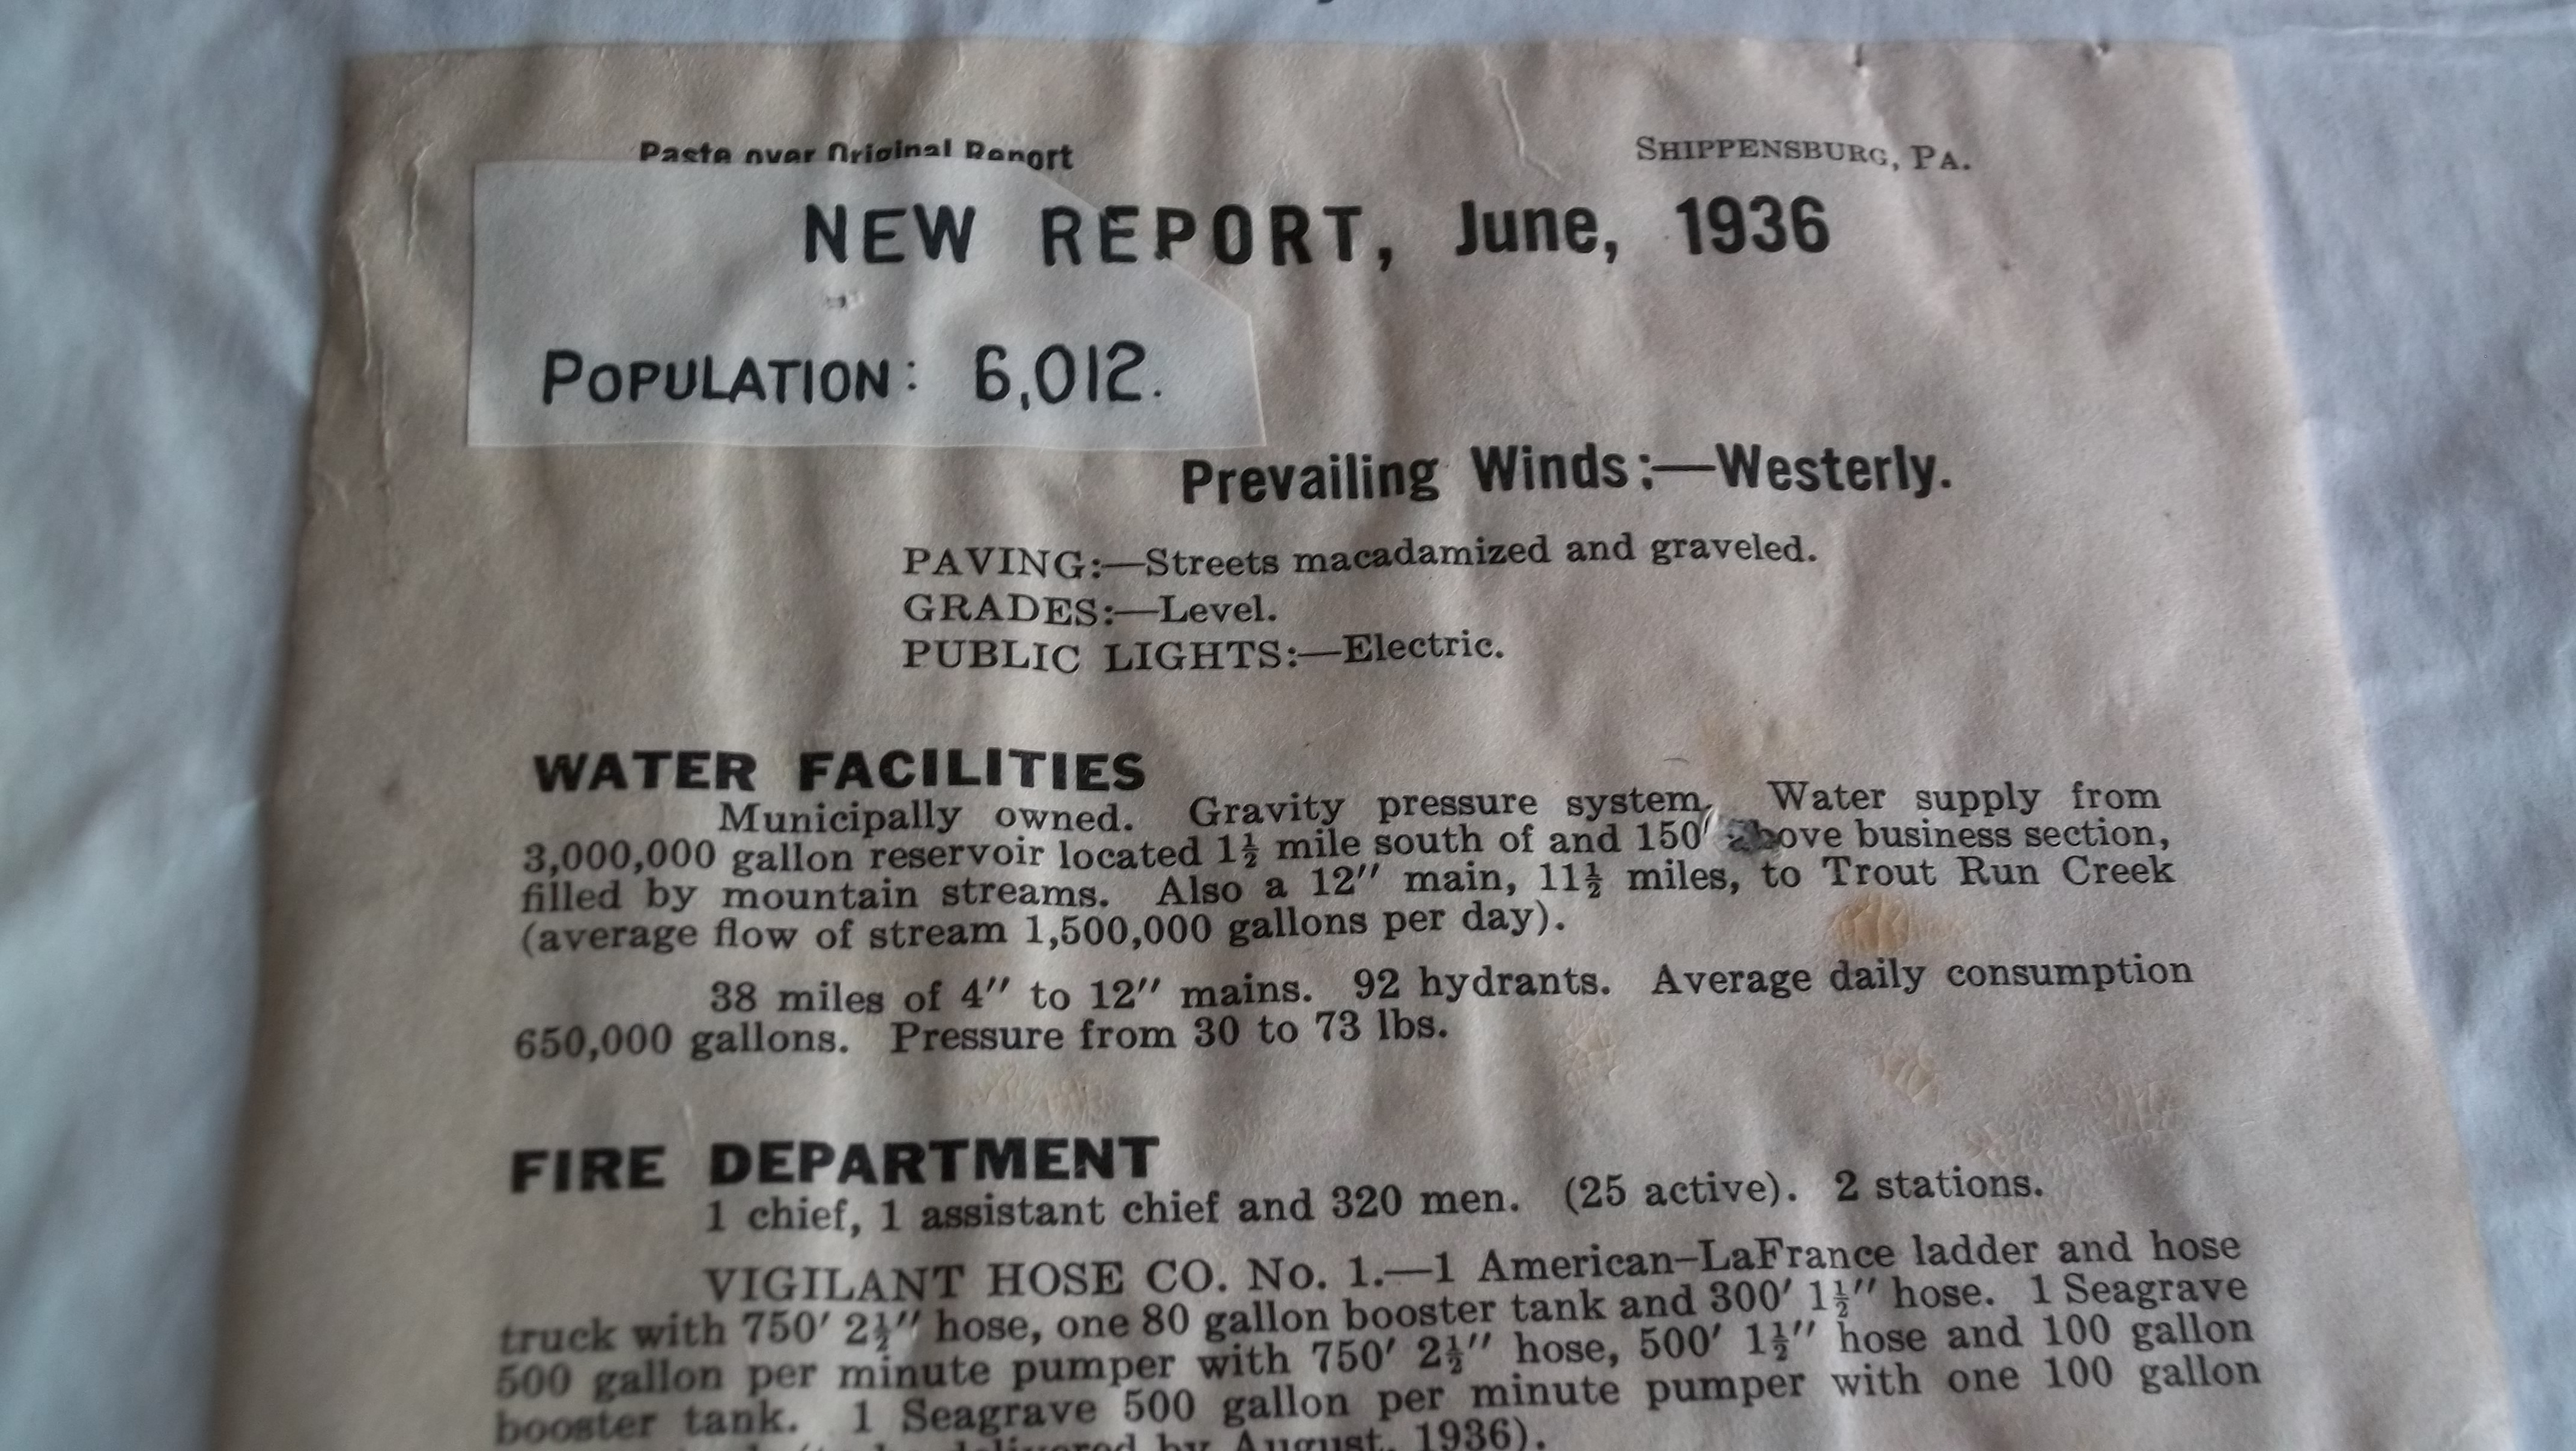 Paste over Original Report
SHIPPENSBURG, PA.
NEW REPORT, June, 1936
POPULATION: 6,012.
Prevailing Winds:—Westerly.
PAVING:—Streets macadamized and graveled.
GRADES:—Level.
PUBLIC LIGHTS:—Electric.
WATER FACILITIES
Municipally owned. Gravity pressure system. Water supply from
3,000,000 gallon reservoir located 1½ mile south of and 150′ above business section,
filled by mountain streams. Also a 12″ main, 11½ miles, to Trout Run Creek
(average flow of stream 1,500,000 gallons per day).
38 miles of 4″ to 12″ mains. 92 hydrants. Average daily consumption
650,000 gallons. Pressure from 30 to 73 lbs.
FIRE DEPARTMENT
1 chief, 1 assistant chief and 320 men. (25 active). 2 stations.
VIGILANT HOSE CO. No. 1.—1 American-LaFrance ladder and hose
truck with 750′ 2½″ hose, one 80 gallon booster tank and 300′ 1½″ hose. 1 Seagrave
500 gallon per minute pumper with 750′ 2½″ hose, 500′ 1½″ hose and 100 gallon
booster tank. 1 Seagrave 500 gallon per minute pumper with one 100 gallon
delivered by August, 1936).